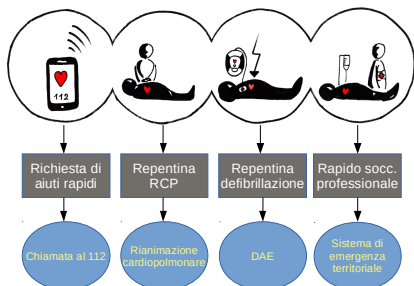 112
Richiesta di
aiuti rapidi
Repentina
RCP
Repentina
defibrillazione
Rapido socc.
professionale
Chiamata al 112
Rianimazione
cardiopolmonare
DAE
Sistema di
emergenza
territoriale